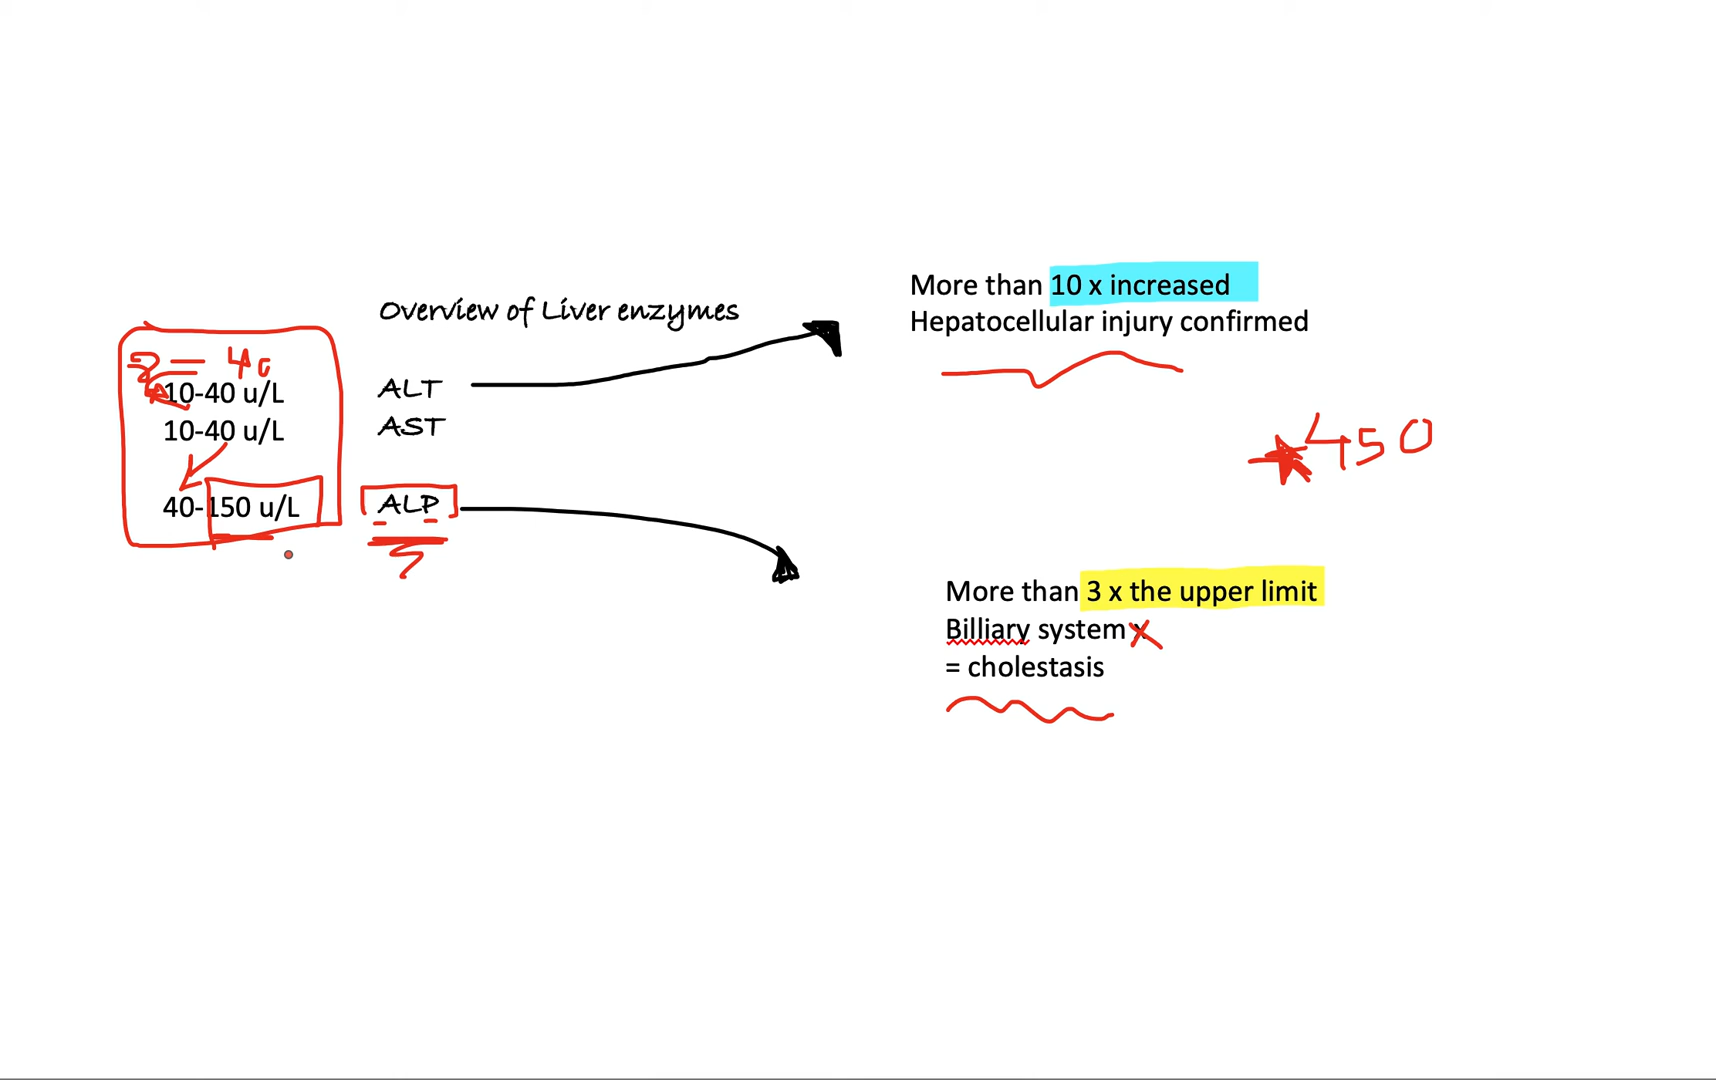 Overview of Liver enzymes
40
10-40 u/L
ALT
10-40 u/L
AST
40-150 u/L
ALP
More than 10 x increased
Hepatocellular injury confirmed
450
More than 3 x the upper limit
Billiary system x
= cholestasis